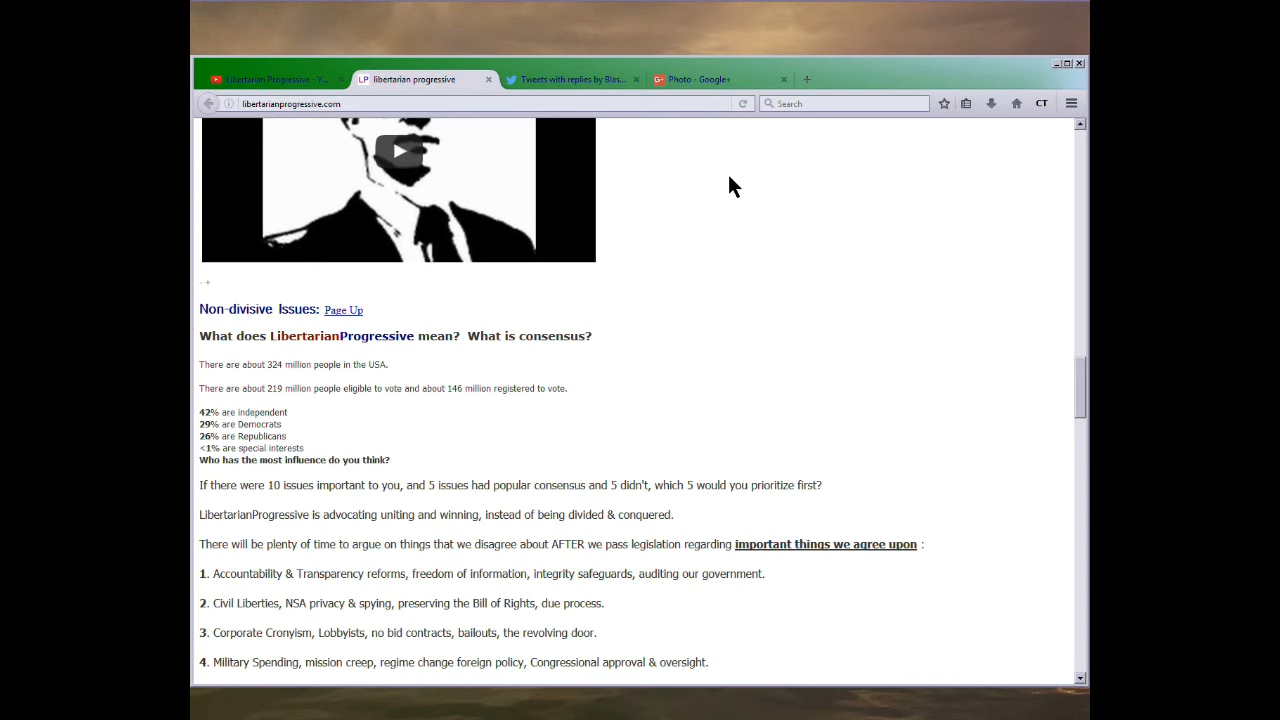 Libertarian Progressive - Y...
LP libertarian progressive
Tweets with replies by Blas...
Photo - Google+
libertarianprogressive.com
Search
CT
- +
Non-divisive Issues: Page Up
What does LibertarianProgressive mean? What is consensus?
There are about 324 million people in the USA.
There are about 219 million people eligible to vote and about 146 million registered to vote.
42% are independent
29% are Democrats
26% are Republicans
<1% are special interests
Who has the most influence do you think?
If there were 10 issues important to you, and 5 issues had popular consensus and 5 didn't, which 5 would you prioritize first?
LibertarianProgressive is advocating uniting and winning, instead of being divided & conquered.
There will be plenty of time to argue on things that we disagree about AFTER we pass legislation regarding important things we agree upon :
1. Accountability & Transparency reforms, freedom of information, integrity safeguards, auditing our government.
2. Civil Liberties, NSA privacy & spying, preserving the Bill of Rights, due process.
3. Corporate Cronyism, Lobbyists, no bid contracts, bailouts, the revolving door.
4. Military Spending, mission creep, regime change foreign policy, Congressional approval & oversight.